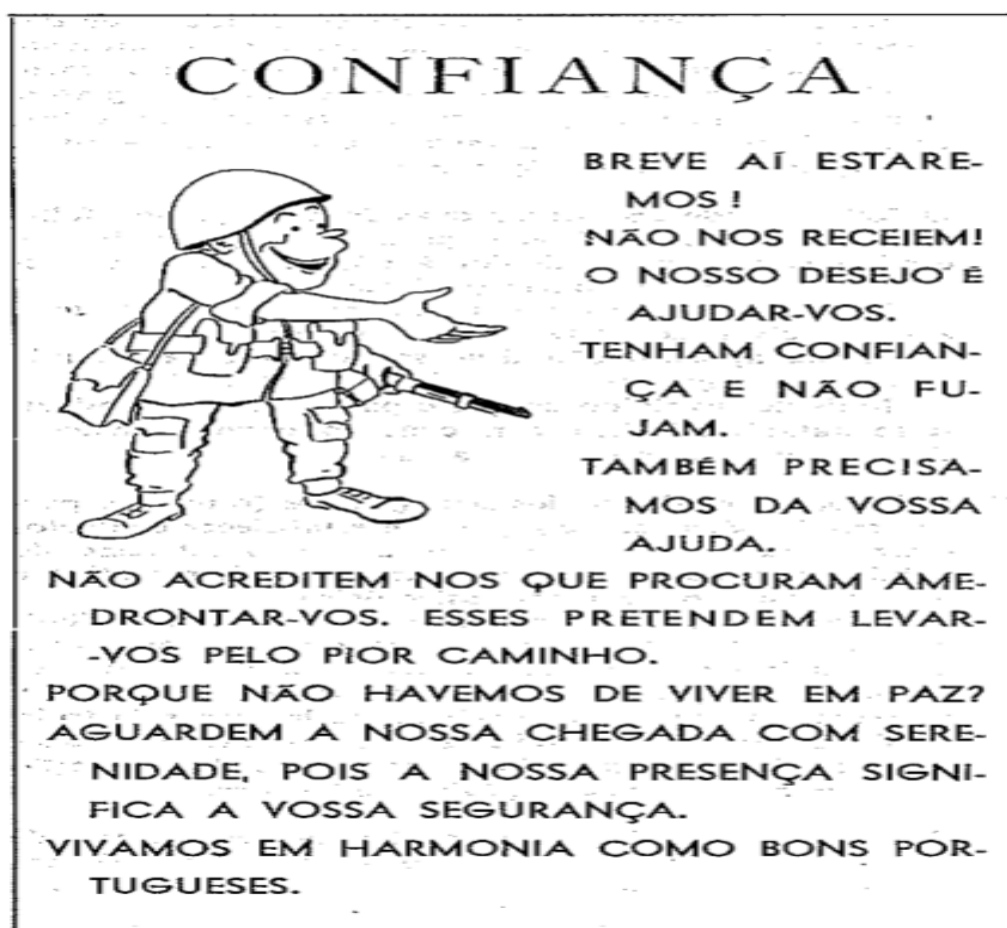 CONFIANÇA
BREVE AÍ ESTARE-
MOS !
NÃO NOS RECEIEM!
O NOSSO DESEJO É
AJUDAR-VOS.
TENHAM CONFIAN-
ÇA E NÃO FU-
JAM.
TAMBÉM PRECISA-
MOS DA VOSSA
AJUDA.
NÃO ACREDITEM NOS QUE PROCURAM AME-
DRONTAR-VOS. ESSES PRETENDEM LEVAR-
-VOS PELO PIOR CAMINHO.
PORQUE NÃO HAVEMOS DE VIVER EM PAZ?
AGUARDEM A NOSSA CHEGADA COM SERE-
NIDADE, POIS A NOSSA PRESENÇA SIGNI-
FICA A VOSSA SEGURANÇA.
VIVAMOS EM HARMONIA COMO BONS POR-
TUGUESES.